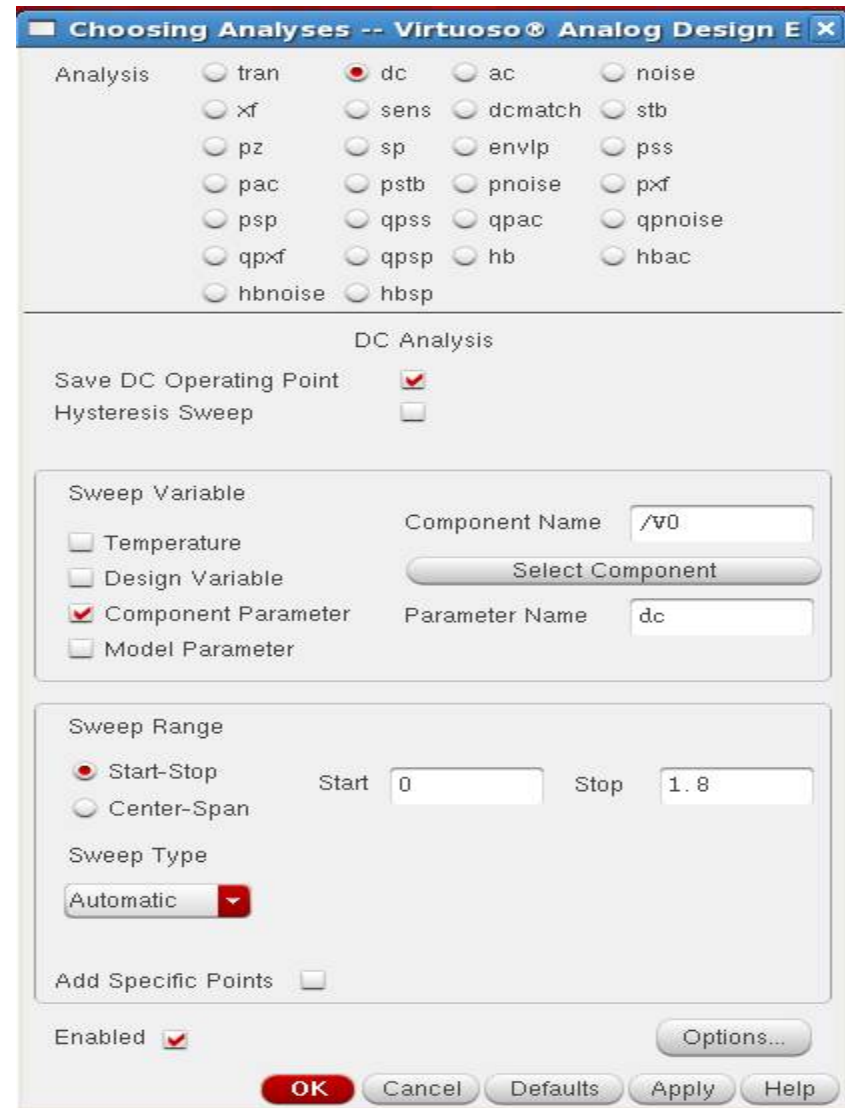 Choosing Analyses -- Virtuoso® Analog Design E
Analysis tran dc ac noise
xf sens dcmatch stb
pz sp envlp pss
pac pstb pnoise pxf
psp qpss qpac qpnoise
qpxf qpsp hb hbac
hbnoise hbsp
DC Analysis
Save DC Operating Point
Hysteresis Sweep
Sweep Variable
Temperature
Design Variable
Component Parameter
Model Parameter
Component Name /V0
Select Component
Parameter Name dc
Sweep Range
Start-Stop
Center-Span
Start 0 Stop 1.8
Sweep Type
Automatic
Add Specific Points
Enabled Options...
OK Cancel Defaults Apply Help